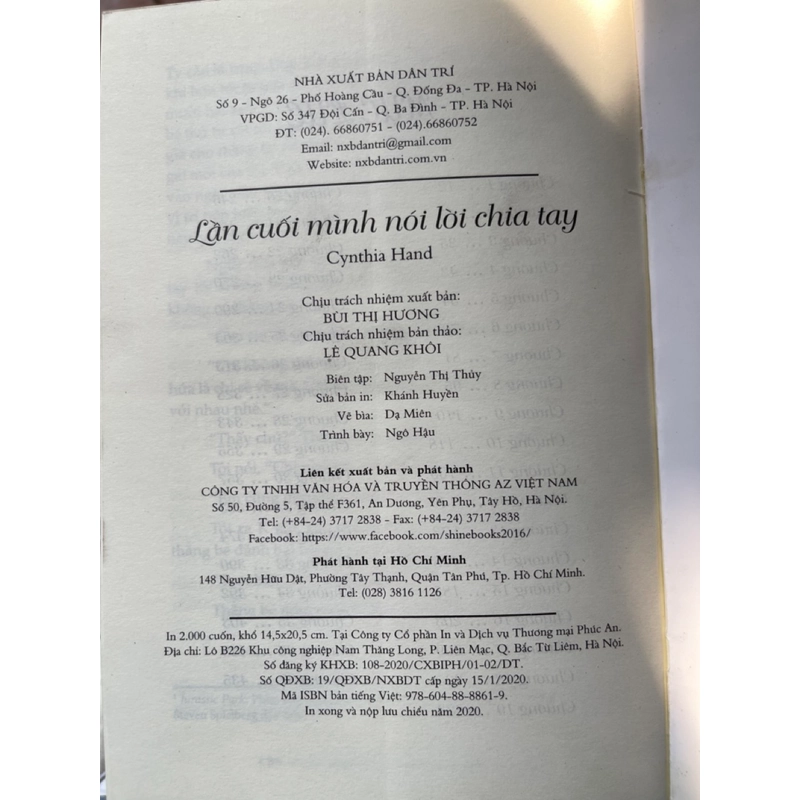 NHÀ XUẤT BẢN DÂN TRÍ
Số 9 - Ngõ 26 - Phố Hoàng Cầu - Q. Đống Đa - TP. Hà Nội
VPGD: Số 347 Đội Cấn - Q. Ba Đình - TP. Hà Nội
ĐT: (024). 66860751 - (024).66860752
Email: nxbdantri@gmail.com
Website: nxbdantri.com.vn
Lần cuối mình nói lời chia tay
Cynthia Hand
Chịu trách nhiệm xuất bản:
BÙI THỊ HƯƠNG
Chịu trách nhiệm bản thảo:
LÊ QUANG KHÔI
Biên tập: Nguyễn Thị Thủy
Sửa bản in: Khánh Huyền
Vẽ bìa: Dạ Miên
Trình bày: Ngô Hậu
Liên kết xuất bản và phát hành
CÔNG TY TNHH VĂN HÓA VÀ TRUYỀN THÔNG AZ VIỆT NAM
Số 50, Đường 5, Tập thể F361, An Dương, Yên Phụ, Tây Hồ, Hà Nội.
Tel: (+84-24) 3717 2838 - Fax: (+84-24) 3717 2838
Facebook: https://www.facebook.com/shinebooks2016/
Phát hành tại Hồ Chí Minh
148 Nguyễn Hữu Dật, Phường Tây Thạnh, Quận Tân Phú, Tp. Hồ Chí Minh.
Tel: (028) 3816 1126
In 2.000 cuốn, khổ 14,5x20,5 cm. Tại Công ty Cổ phần In và Dịch vụ Thương mại Phúc An.
Địa chỉ: Lô B226 Khu công nghiệp Nam Thăng Long, P. Liên Mạc, Q. Bắc Từ Liêm, Hà Nội.
Số đăng ký KHXB: 108-2020/CXBIPH/01-02/DT.
Số QĐXB: 19/QĐXB/NXBDT cấp ngày 15/1/2020.
Mã ISBN bản tiếng Việt: 978-604-88-8861-9.
In xong và nộp lưu chiểu năm 2020.